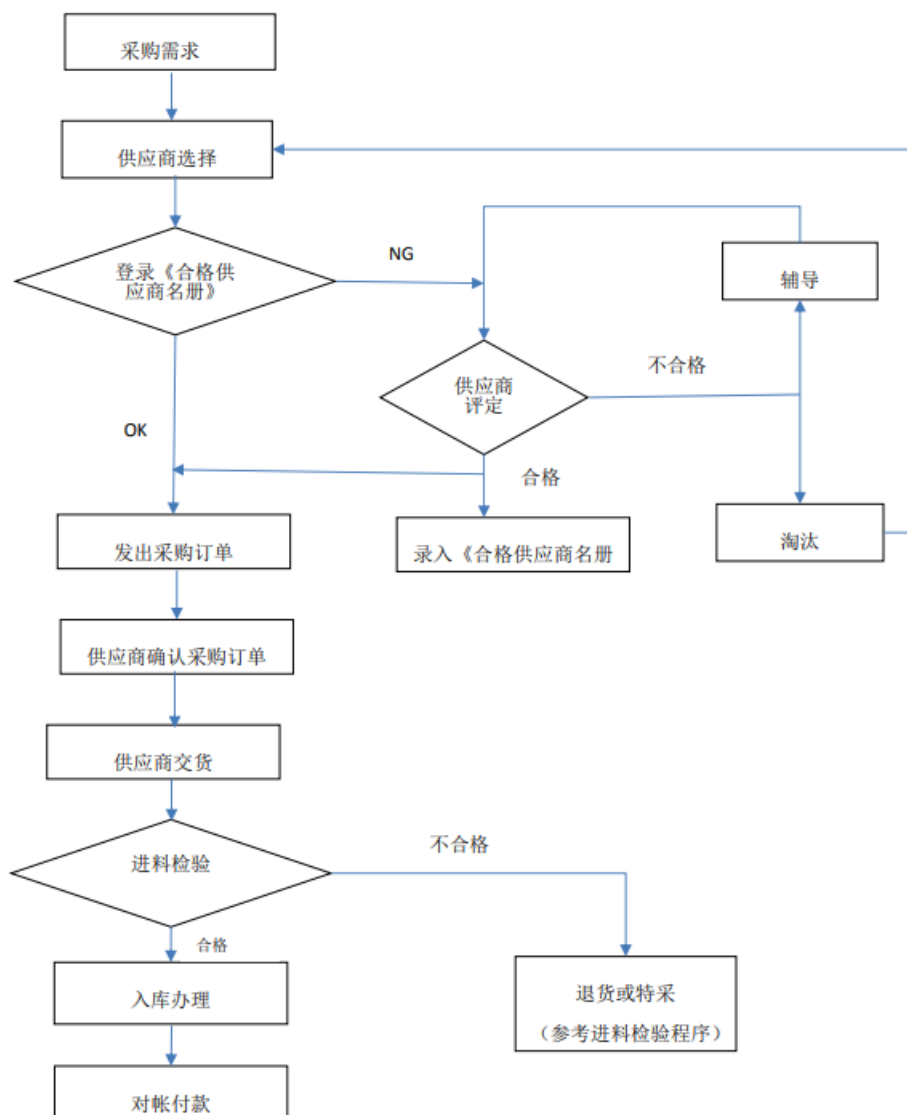 采购需求
供应商选择
登录《合格供
应商名册》
NG
辅导
供应商
评定
不合格
OK
合格
发出采购订单
录入《合格供应商名册
淘汰
供应商确认采购订单
供应商交货
进料检验
不合格
合格
入库办理
退货或特采
（参考进料检验程序）
对帐付款